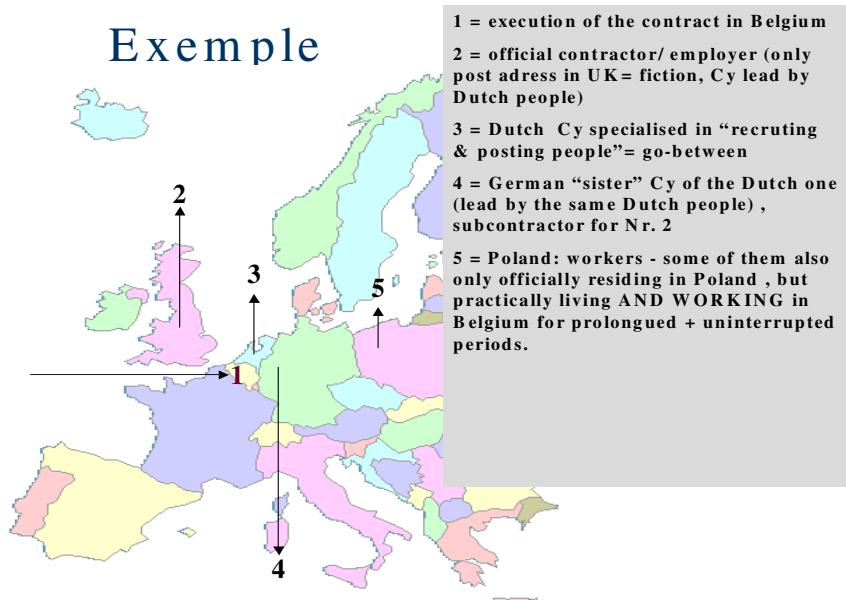 Exemple
1 = execution of the contract in Belgium
2 = official contractor/ employer (only
post adress in UK= fiction, Cy lead by
Dutch people)
3 = Dutch Cy specialised in “recruting
& posting people”= go-between
4 = German “sister” Cy of the Dutch one
(lead by the same Dutch people) ,
subcontractor for Nr. 2
5 = Poland: workers - some of them also
only officially residing in Poland , but
practically living AND WORKING in
Belgium for prolongued + uninterrupted
periods.
2
3
5
1
4